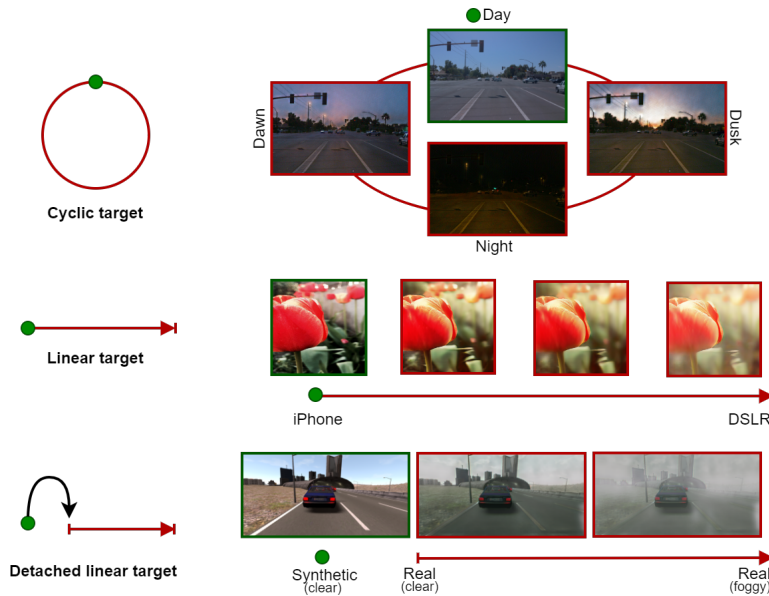 Day
Dawn
Dusk
Cyclic target
Night
Linear target
iPhone
DSLR
Detached linear target
Synthetic
(clear)
Real
(clear)
Real
(foggy)